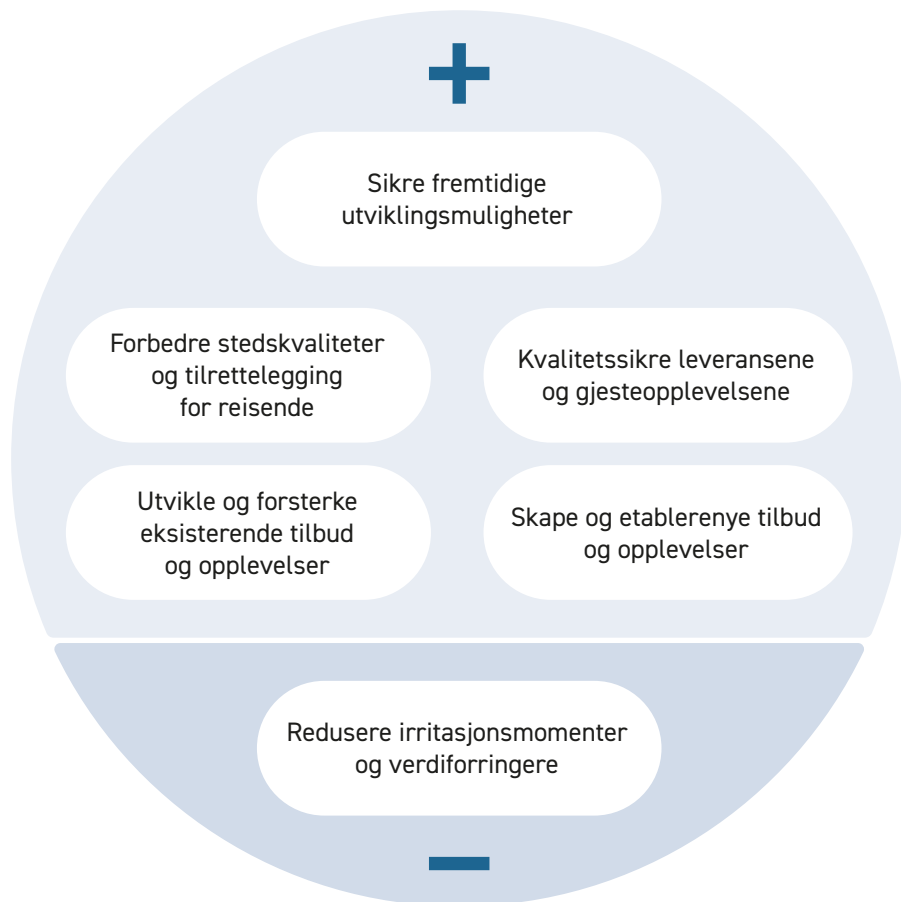 +
Sikre fremtidige
utviklingsmuligheter
Forbedre stedskvaliteter
og tilrettelegging
for reisende
Kvalitetssikre leveransene
og gjesteopplevelsene
Utvikle og forsterke
eksisterende tilbud
og opplevelser
Skape og etablerenye tilbud
og opplevelser
Redusere irritasjonsmomenter
og verdiforringere
−